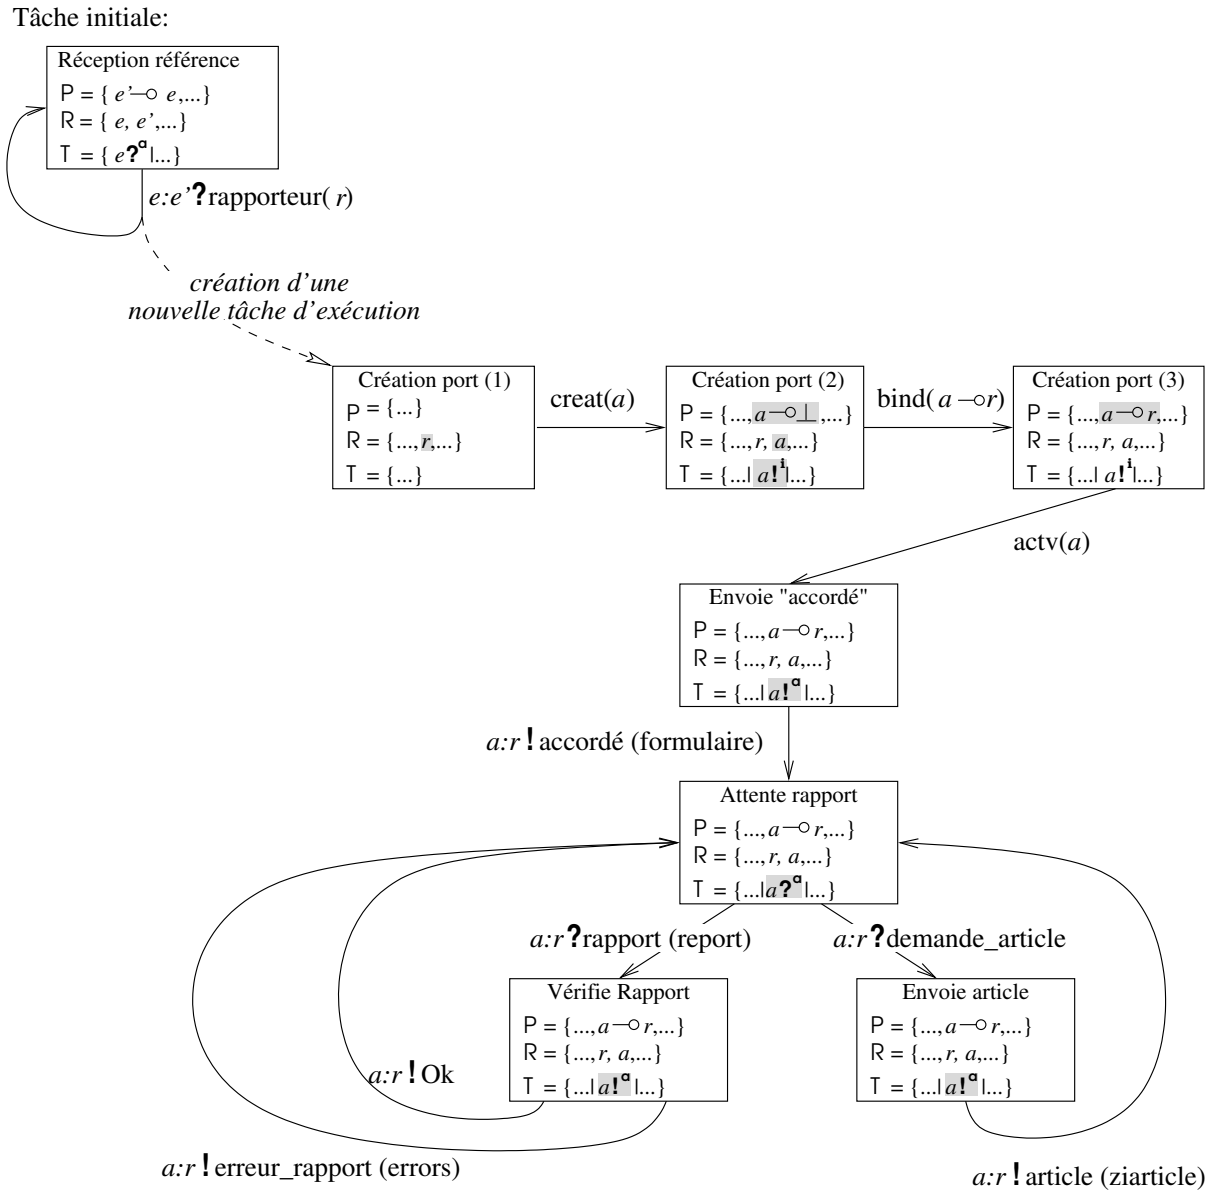 Tâche initiale:
Réception référence
P = { e'⊸ e,...}
R = { e, e',...}
T = { e?ᵃ |...}
e:e'?rapporteur( r)
création d'une
nouvelle tâche d'exécution
Création port (1)
P = {...}
R = {...,r,...}
T = {...}
creat(a)
Création port (2)
P = {...,a⊸⊥,...}
R = {...,r, a,...}
T = {...| a!ⁱ|...}
bind( a⊸r)
Création port (3)
P = {...,a⊸ r,...}
R = {...,r, a,...}
T = {...| a!ⁱ|...}
actv(a)
Envoie "accordé"
P = {...,a⊸ r,...}
R = {...,r, a,...}
T = {...| a!ᵃ |...}
a:r ! accordé (formulaire)
Attente rapport
P = {...,a⊸ r,...}
R = {...,r, a,...}
T = {...|a?ᵃ |...}
a:r?rapport (report)
a:r?demande_article
Vérifie Rapport
P = {...,a⊸ r,...}
R = {...,r, a,...}
T = {...| a!ᵃ |...}
Envoie article
P = {...,a⊸ r,...}
R = {...,r, a,...}
T = {...| a!ᵃ |...}
a:r ! Ok
a:r ! erreur_rapport (errors)
a:r ! article (ziarticle)